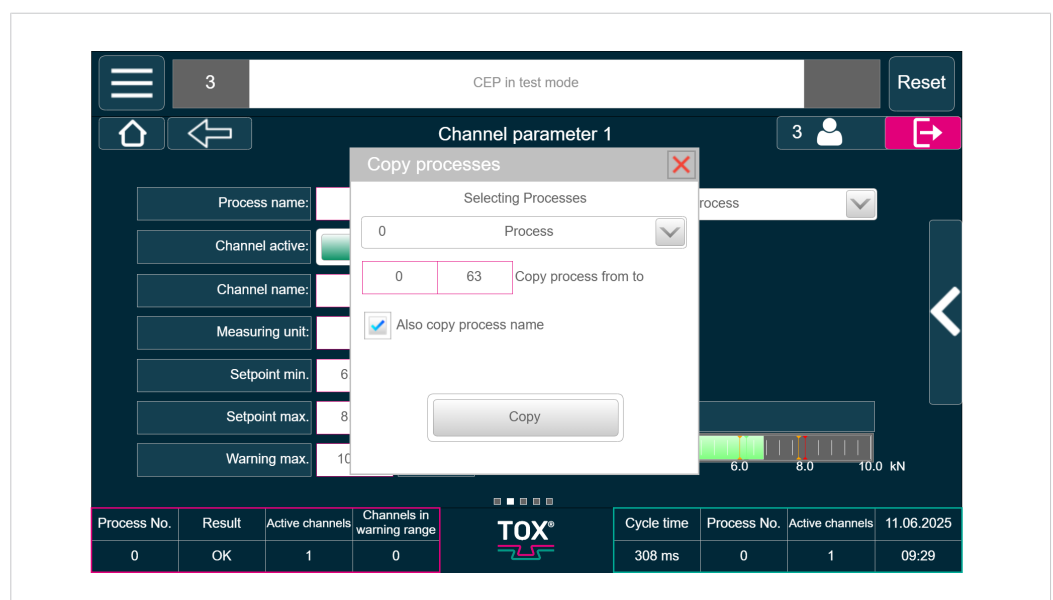 3
CEP in test mode
Reset
Channel parameter 1
3
Copy processes
Selecting Processes
0 Process
0 63 Copy process from to
Also copy process name
Copy
Process name:
rocess
Channel active:
Channel name:
Measuring unit:
Setpoint min. 6
Setpoint max. 8
Warning max. 10
6.0 8.0 10.0 kN
Process No. Result Active channels Channels in warning range
0 OK 1 0
TOX®
Cycle time Process No. Active channels 11.06.2025
308 ms 0 1 09:29